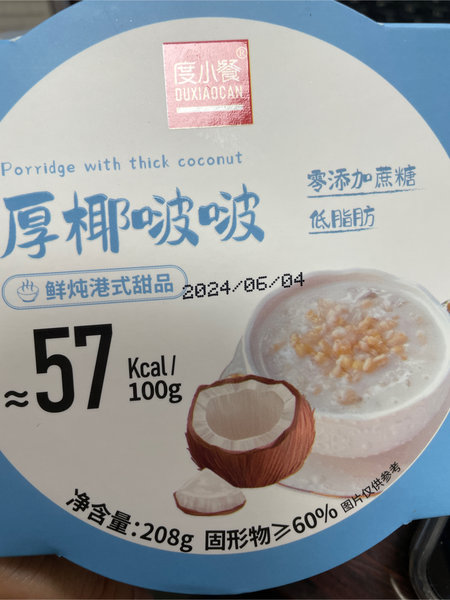 度小餐®
DUXIAOCAN
Porridge with thick coconut
厚椰啵啵
零添加蔗糖
低脂肪
鲜炖港式甜品
2024/06/04
≈57 Kcal/
100g
净含量:208g 固形物≥60% 图片仅供参考